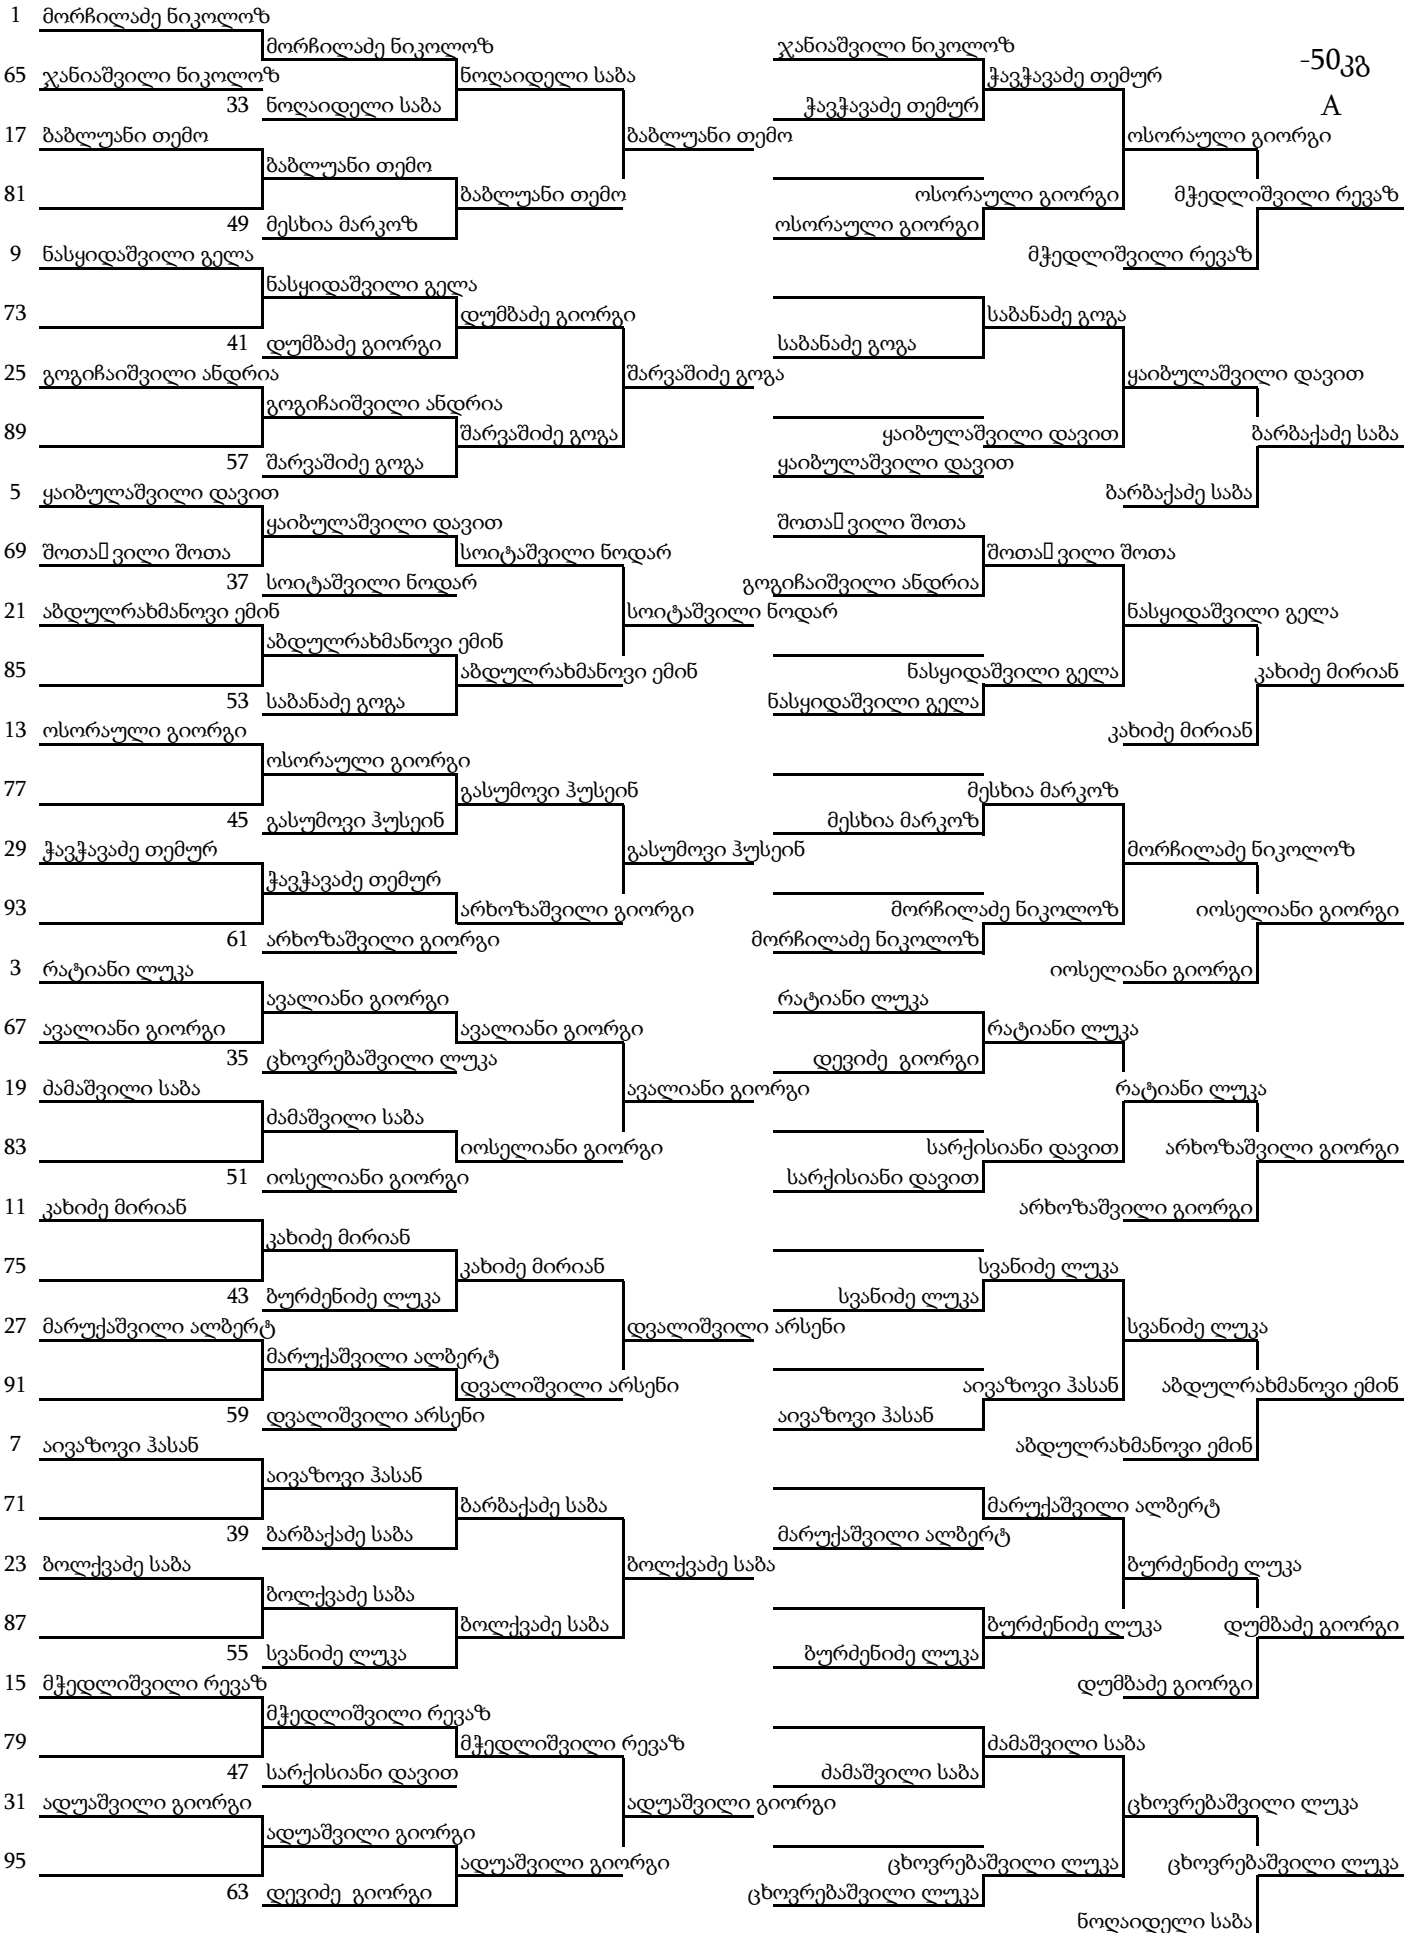 1 მორჩილაძე ნიკოლოზ
მორჩილაძე ნიკოლოზ
ჯანიაშვილი ნიკოლოზ
-50კგ
65 ჯანიაშვილი ნიკოლოზ
ნოღაიდელი საბა
ჭავჭავაძე თემურ
33 ნოღაიდელი საბა
ჭავჭავაძე თემურ
A
17 ბაბლუანი თემო
ბაბლუანი თემო
ოსორაული გიორგი
ბაბლუანი თემო
81
ბაბლუანი თემო
ოსორაული გიორგი
მჭედლიშვილი რევაზ
49 მესხია მარკოზ
ოსორაული გიორგი
9 ნასყიდაშვილი გელა
მჭედლიშვილი რევაზ
ნასყიდაშვილი გელა
73
დუმბაძე გიორგი
საბანაძე გოგა
41 დუმბაძე გიორგი
საბანაძე გოგა
25 გოგიჩაიშვილი ანდრია
შარვაშიძე გოგა
ყაიბულაშვილი დავით
გოგიჩაიშვილი ანდრია
89
შარვაშიძე გოგა
ყაიბულაშვილი დავით
ბარბაქაძე საბა
57 შარვაშიძე გოგა
ყაიბულაშვილი დავით
5 ყაიბულაშვილი დავით
ბარბაქაძე საბა
ყაიბულაშვილი დავით
შოთა▯ვილი შოთა
69 შოთა▯ვილი შოთა
სოიტაშვილი ნოდარ
შოთა▯ვილი შოთა
37 სოიტაშვილი ნოდარ
გოგიჩაიშვილი ანდრია
21 აბდულრახმანოვი ემინ
სოიტაშვილი ნოდარ
ნასყიდაშვილი გელა
აბდულრახმანოვი ემინ
85
აბდულრახმანოვი ემინ
ნასყიდაშვილი გელა
კახიძე მირიან
53 საბანაძე გოგა
ნასყიდაშვილი გელა
13 ოსორაული გიორგი
კახიძე მირიან
ოსორაული გიორგი
77
გასუმოვი ჰუსეინ
მესხია მარკოზ
45 გასუმოვი ჰუსეინ
მესხია მარკოზ
29 ჭავჭავაძე თემურ
გასუმოვი ჰუსეინ
მორჩილაძე ნიკოლოზ
ჭავჭავაძე თემურ
93
არხოზაშვილი გიორგი
მორჩილაძე ნიკოლოზ
იოსელიანი გიორგი
61 არხოზაშვილი გიორგი
მორჩილაძე ნიკოლოზ
3 რატიანი ლუკა
იოსელიანი გიორგი
ავალიანი გიორგი
რატიანი ლუკა
67 ავალიანი გიორგი
ავალიანი გიორგი
რატიანი ლუკა
35 ცხოვრებაშვილი ლუკა
დევიძე გიორგი
19 ძამაშვილი საბა
ავალიანი გიორგი
რატიანი ლუკა
ძამაშვილი საბა
83
იოსელიანი გიორგი
სარქისიანი დავით
არხოზაშვილი გიორგი
51 იოსელიანი გიორგი
სარქისიანი დავით
11 კახიძე მირიან
არხოზაშვილი გიორგი
კახიძე მირიან
75
კახიძე მირიან
სვანიძე ლუკა
43 ბურძენიძე ლუკა
სვანიძე ლუკა
27 მარუქაშვილი ალბერტ
დვალიშვილი არსენი
სვანიძე ლუკა
მარუქაშვილი ალბერტ
91
დვალიშვილი არსენი
აივაზოვი ჰასან
აბდულრახმანოვი ემინ
59 დვალიშვილი არსენი
აივაზოვი ჰასან
7 აივაზოვი ჰასან
აბდულრახმანოვი ემინ
აივაზოვი ჰასან
71
ბარბაქაძე საბა
მარუქაშვილი ალბერტ
39 ბარბაქაძე საბა
მარუქაშვილი ალბერტ
23 ბოლქვაძე საბა
ბოლქვაძე საბა
ბურძენიძე ლუკა
ბოლქვაძე საბა
87
ბოლქვაძე საბა
ბურძენიძე ლუკა
დუმბაძე გიორგი
55 სვანიძე ლუკა
ბურძენიძე ლუკა
15 მჭედლიშვილი რევაზ
დუმბაძე გიორგი
მჭედლიშვილი რევაზ
79
მჭედლიშვილი რევაზ
ძამაშვილი საბა
47 სარქისიანი დავით
ძამაშვილი საბა
31 ადუაშვილი გიორგი
ადუაშვილი გიორგი
ცხოვრებაშვილი ლუკა
ადუაშვილი გიორგი
95
ადუაშვილი გიორგი
ცხოვრებაშვილი ლუკა
ცხოვრებაშვილი ლუკა
63 დევიძე გიორგი
ცხოვრებაშვილი ლუკა
ნოღაიდელი საბა